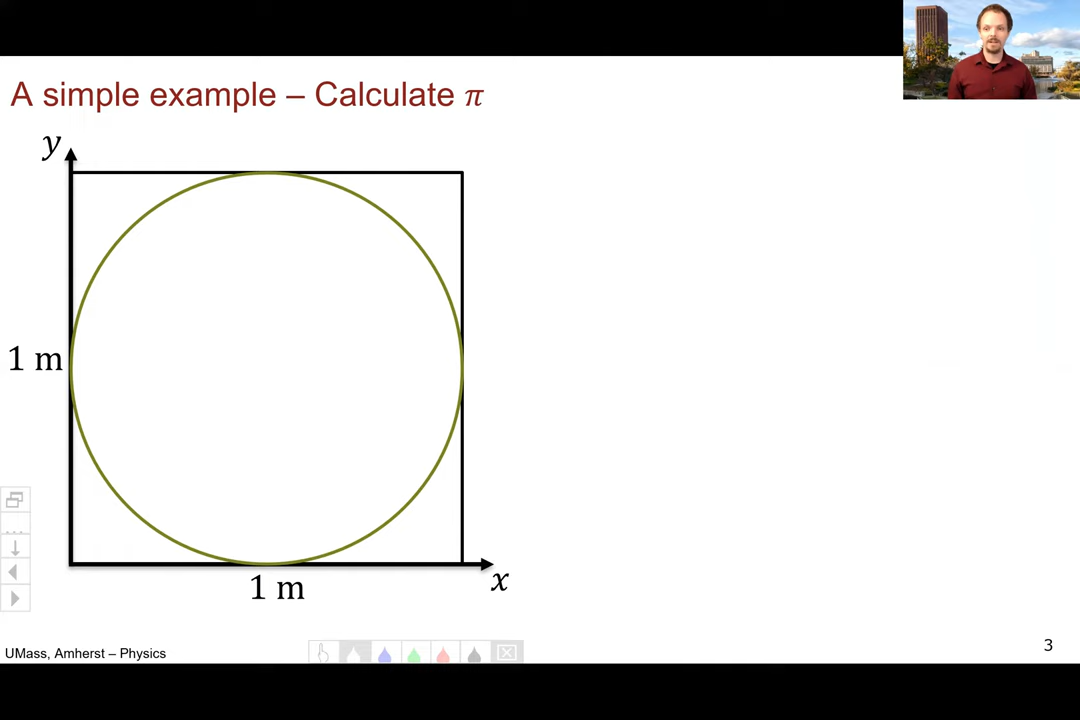 A simple example – Calculate 𝜋
y
1 m
1 m
x
UMass, Amherst – Physics
3